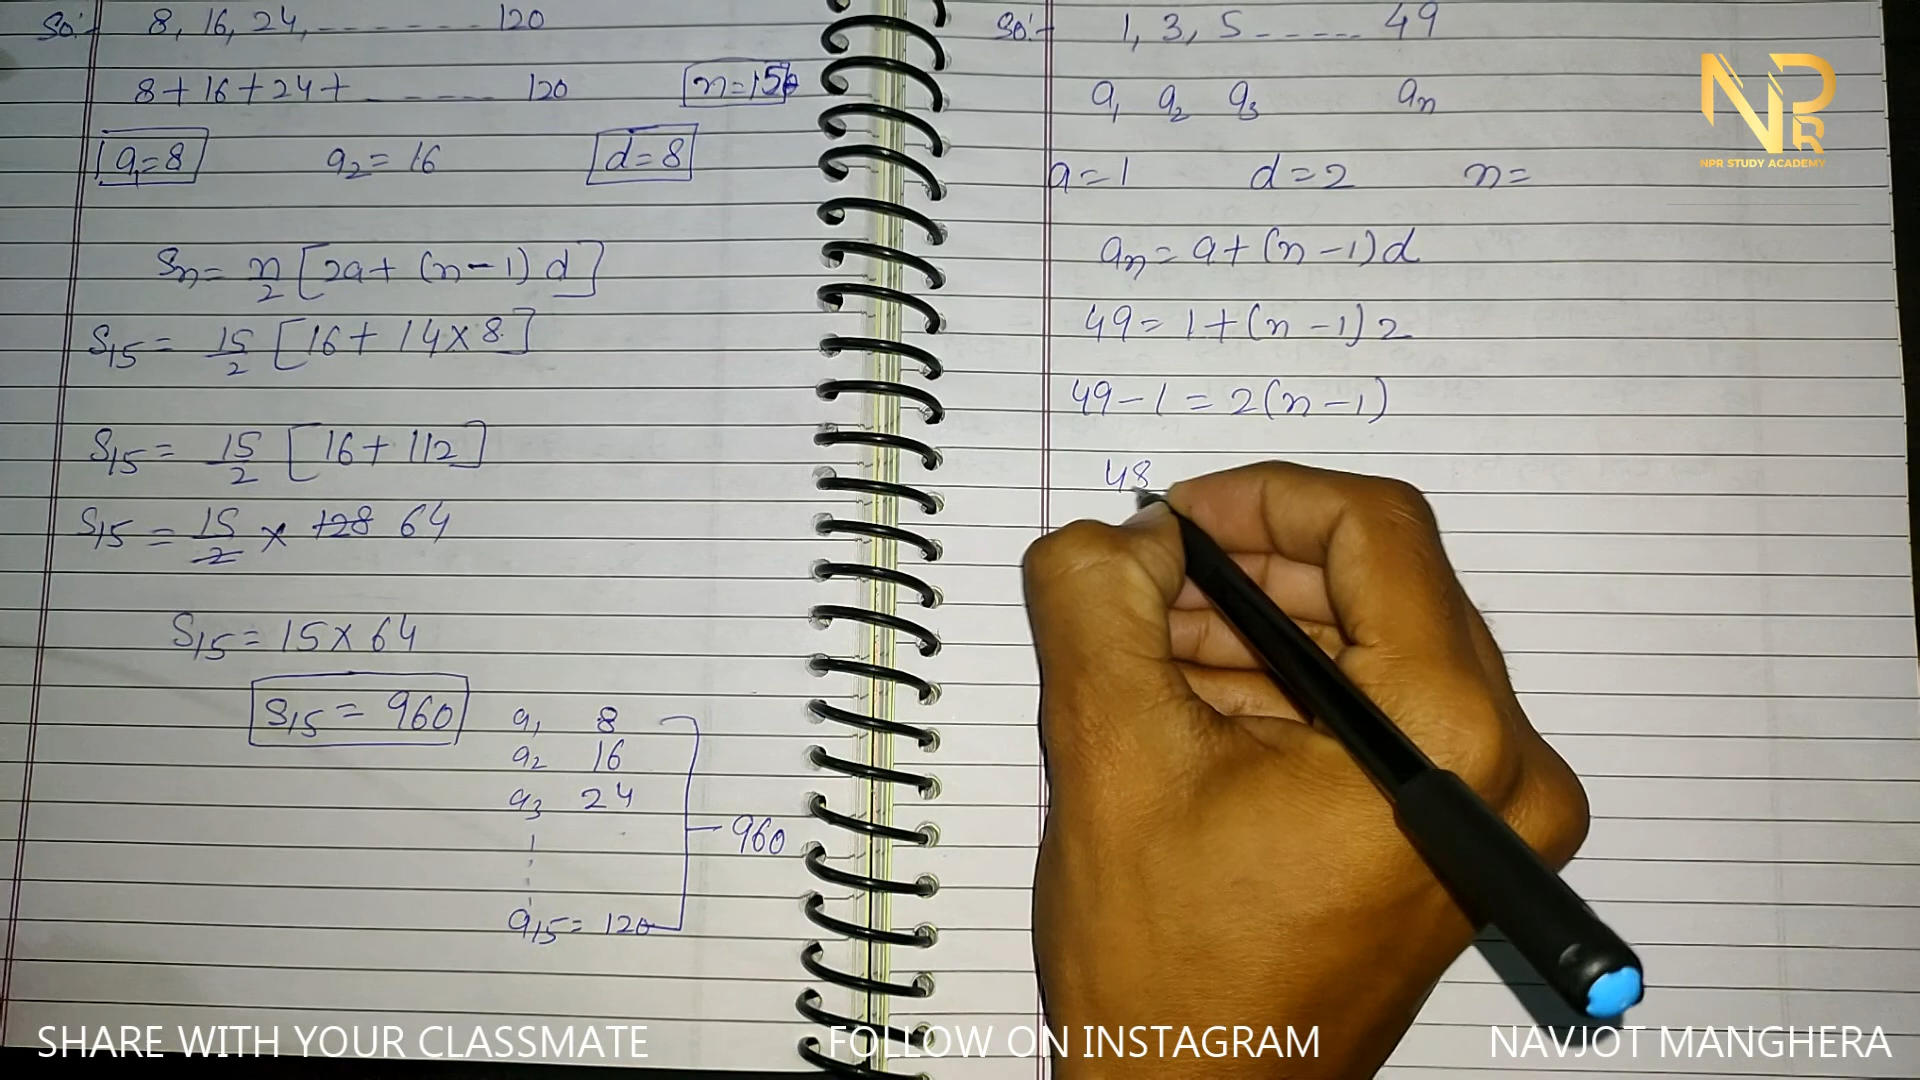 So:- 8, 16, 24, - - - - - - - 120
8 + 16 + 24 + - - - - - 120 n=15
a₁=8 a₂ = 16 d=8
Sn = n/2 [2a + (n-1) d]
S15 = 15/2 [16 + 14 x 8]
S15 = 15/2 [16 + 112]
S15 = 15/2 x 128 64
S15 = 15 x 64
S15 = 960
a₁ 8
a₂ 16
a₃ 24
960
a15 = 120
So:- 1, 3, 5 - - - - - 49
a₁ a₂ a₃ an
a=1 d=2 n=
an = a + (n-1)d
49 = 1 + (n-1) 2
49 - 1 = 2(n-1)
48
NPR
NPR STUDY ACADEMY
SHARE WITH YOUR CLASSMATE FOLLOW ON INSTAGRAM NAVJOT MANGHERA